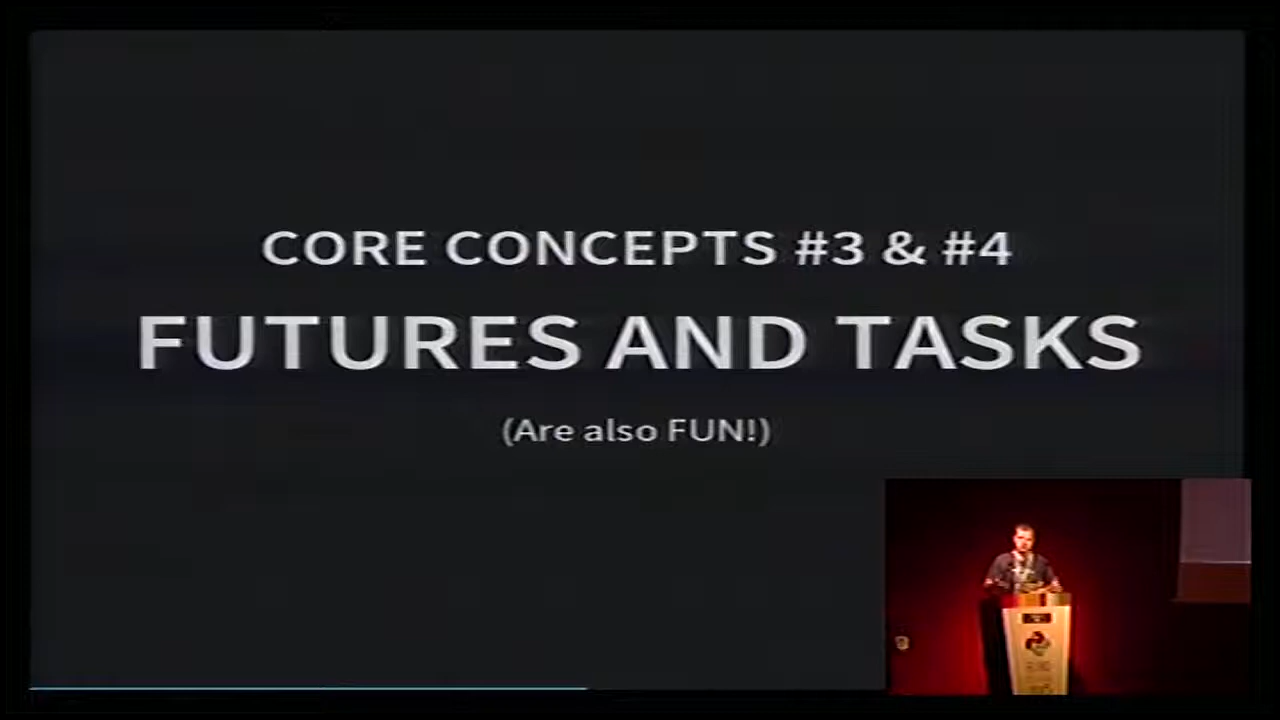 CORE CONCEPTS #3 & #4
FUTURES AND TASKS
(Are also FUN!)